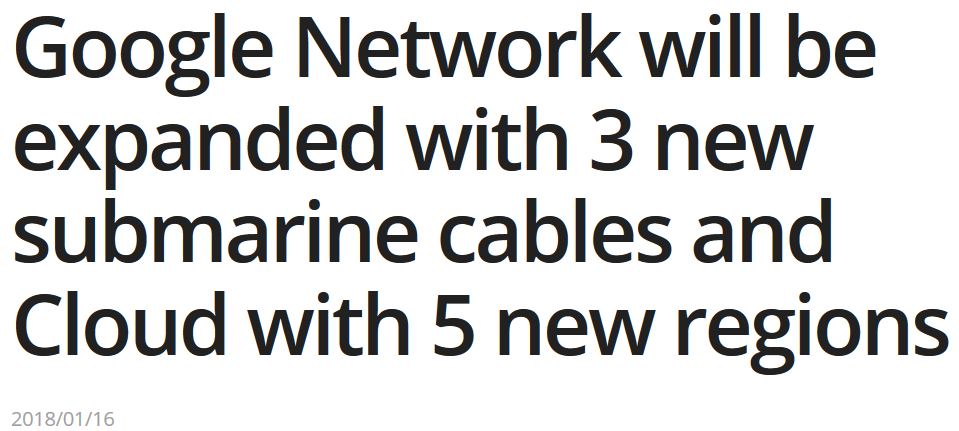 Google Network will be
expanded with 3 new
submarine cables and
Cloud with 5 new regions
2018/01/16